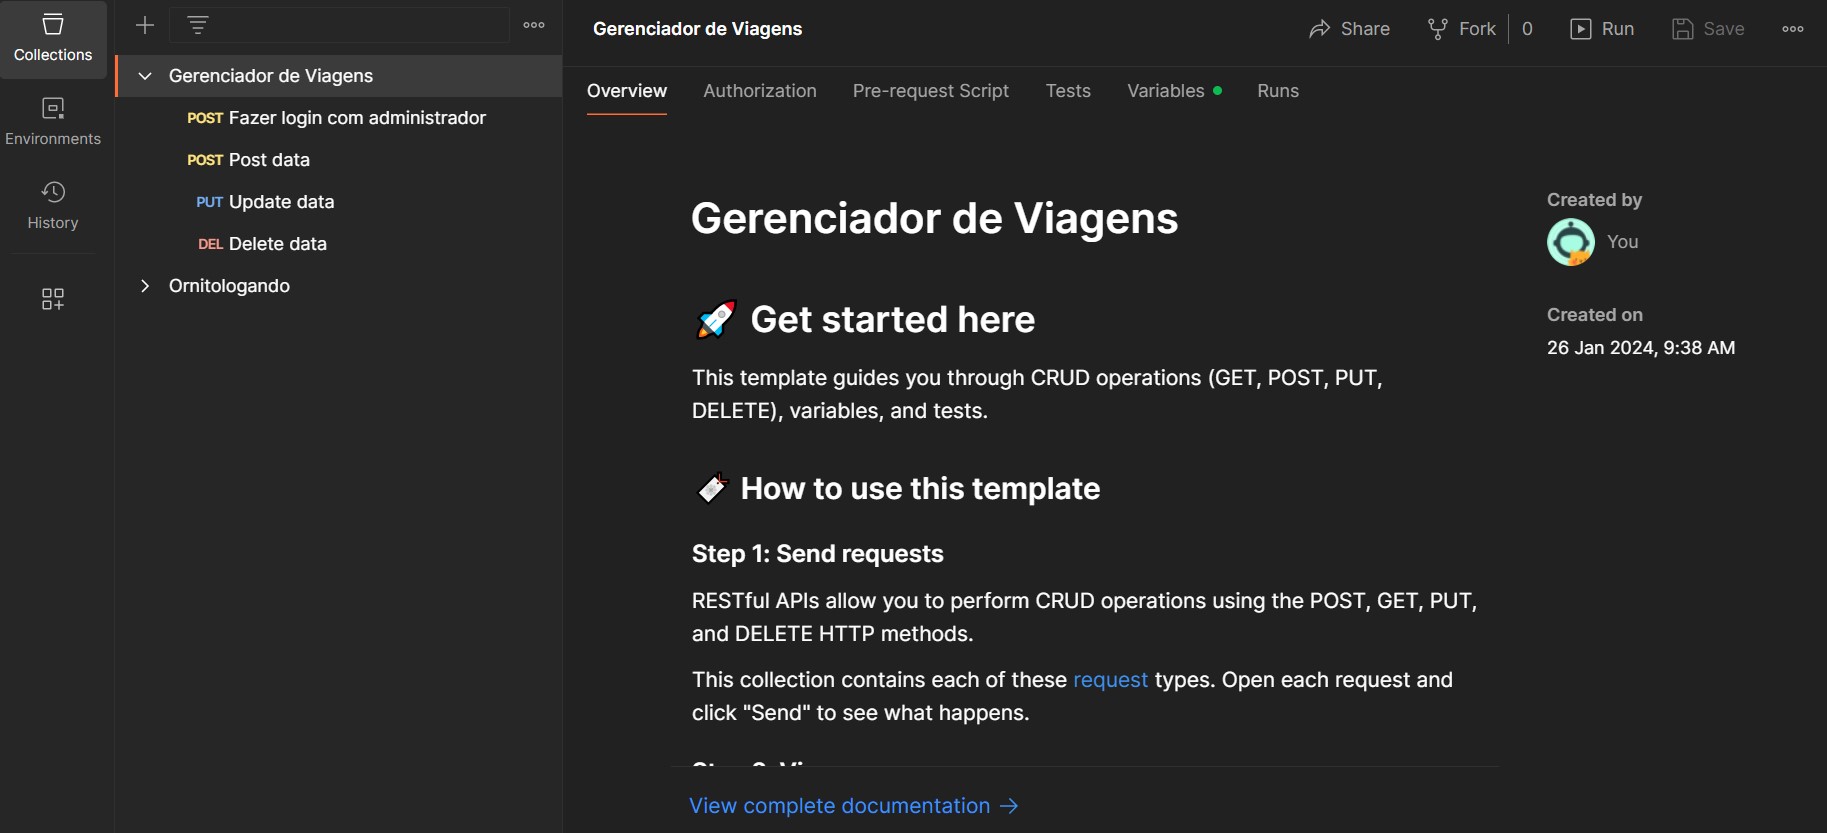 Collections
Environments
History
Gerenciador de Viagens
POST Fazer login com administrador
POST Post data
PUT Update data
DEL Delete data
Ornitologando
Gerenciador de Viagens
Share
Fork
0
Run
Save
Overview
Authorization
Pre-request Script
Tests
Variables
Runs
Gerenciador de Viagens
Get started here
This template guides you through CRUD operations (GET, POST, PUT,
DELETE), variables, and tests.
How to use this template
Step 1: Send requests
RESTful APIs allow you to perform CRUD operations using the POST, GET, PUT,
and DELETE HTTP methods.
This collection contains each of these request types. Open each request and
click "Send" to see what happens.
View complete documentation →
Created by
You
Created on
26 Jan 2024, 9:38 AM